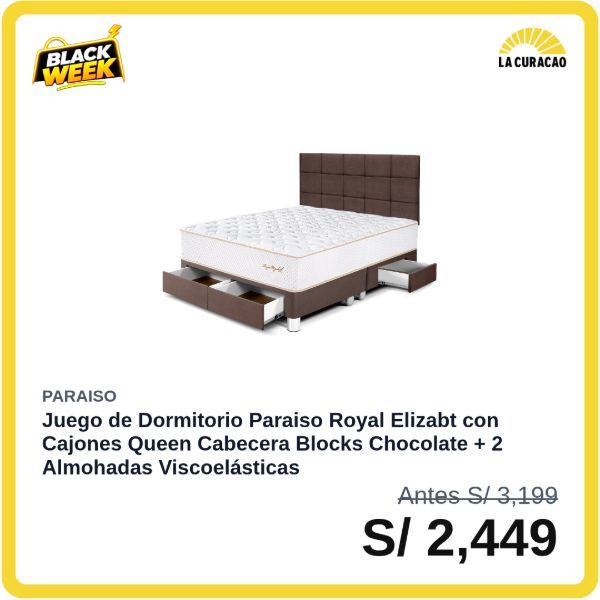 BLACK
WEEK
LA CURACAO
PARAISO
Juego de Dormitorio Paraiso Royal Elizabt con
Cajones Queen Cabecera Blocks Chocolate + 2
Almohadas Viscoelásticas
Antes S/ 3,199
S/ 2,449